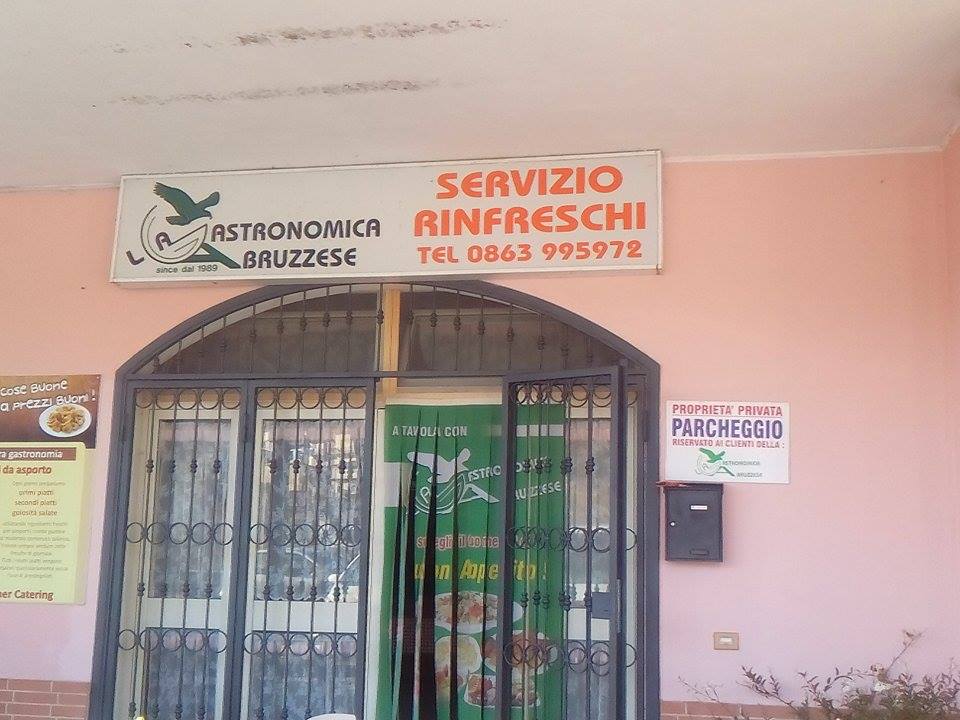 LA GASTRONOMICA
ABRUZZESE
since dal 1989
SERVIZIO
RINFRESCHI
TEL 0863 995972
COSE BUONE
A PREZZI BUONI !
gastronomia
da asporto
primi piatti
secondi piatti
golosità salate
Catering
A TAVOLA CON
LA GASTRONOMICA
ABRUZZESE
PROPRIETA' PRIVATA
PARCHEGGIO
RISERVATO AI CLIENTI DELLA :
LA GASTRONOMICA
ABRUZZESE